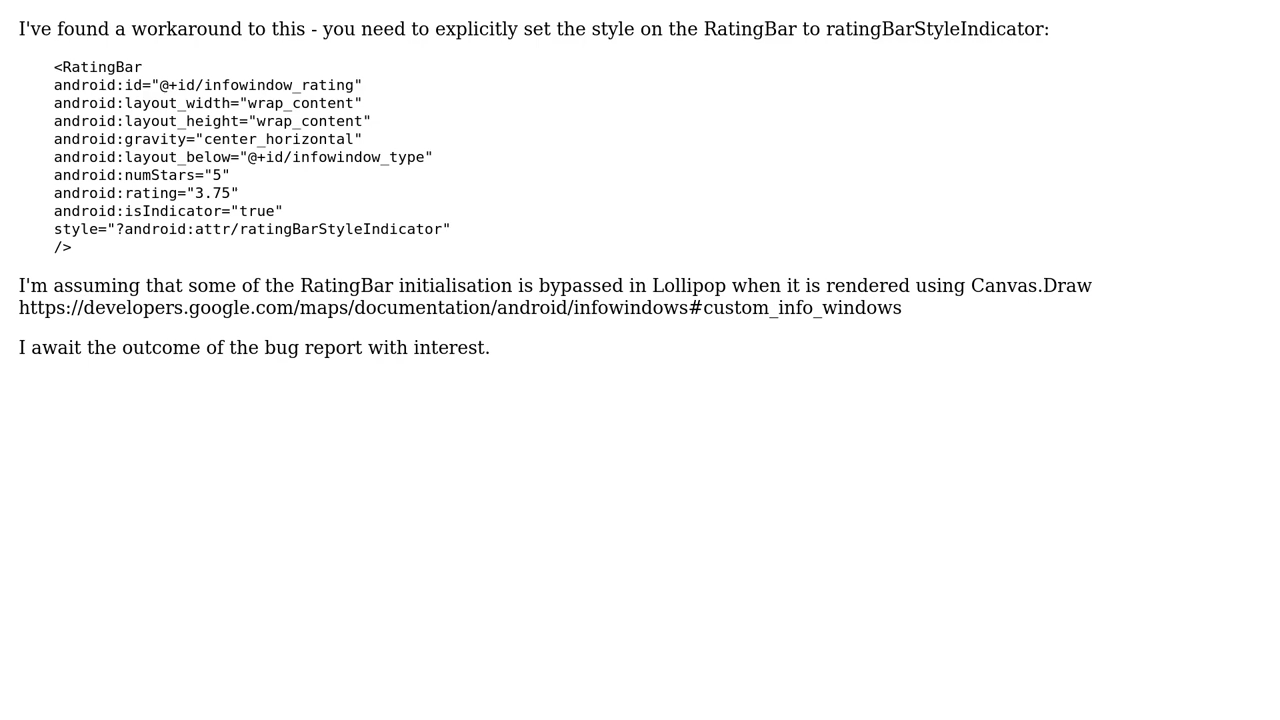 I've found a workaround to this - you need to explicitly set the style on the RatingBar to ratingBarStyleIndicator:
<RatingBar
android:id="@+id/infowindow_rating"
android:layout_width="wrap_content"
android:layout_height="wrap_content"
android:gravity="center_horizontal"
android:layout_below="@+id/infowindow_type"
android:numStars="5"
android:rating="3.75"
android:isIndicator="true"
style="?android:attr/ratingBarStyleIndicator"
/>
I'm assuming that some of the RatingBar initialisation is bypassed in Lollipop when it is rendered using Canvas.Draw
https://developers.google.com/maps/documentation/android/infowindows#custom_info_windows
I await the outcome of the bug report with interest.